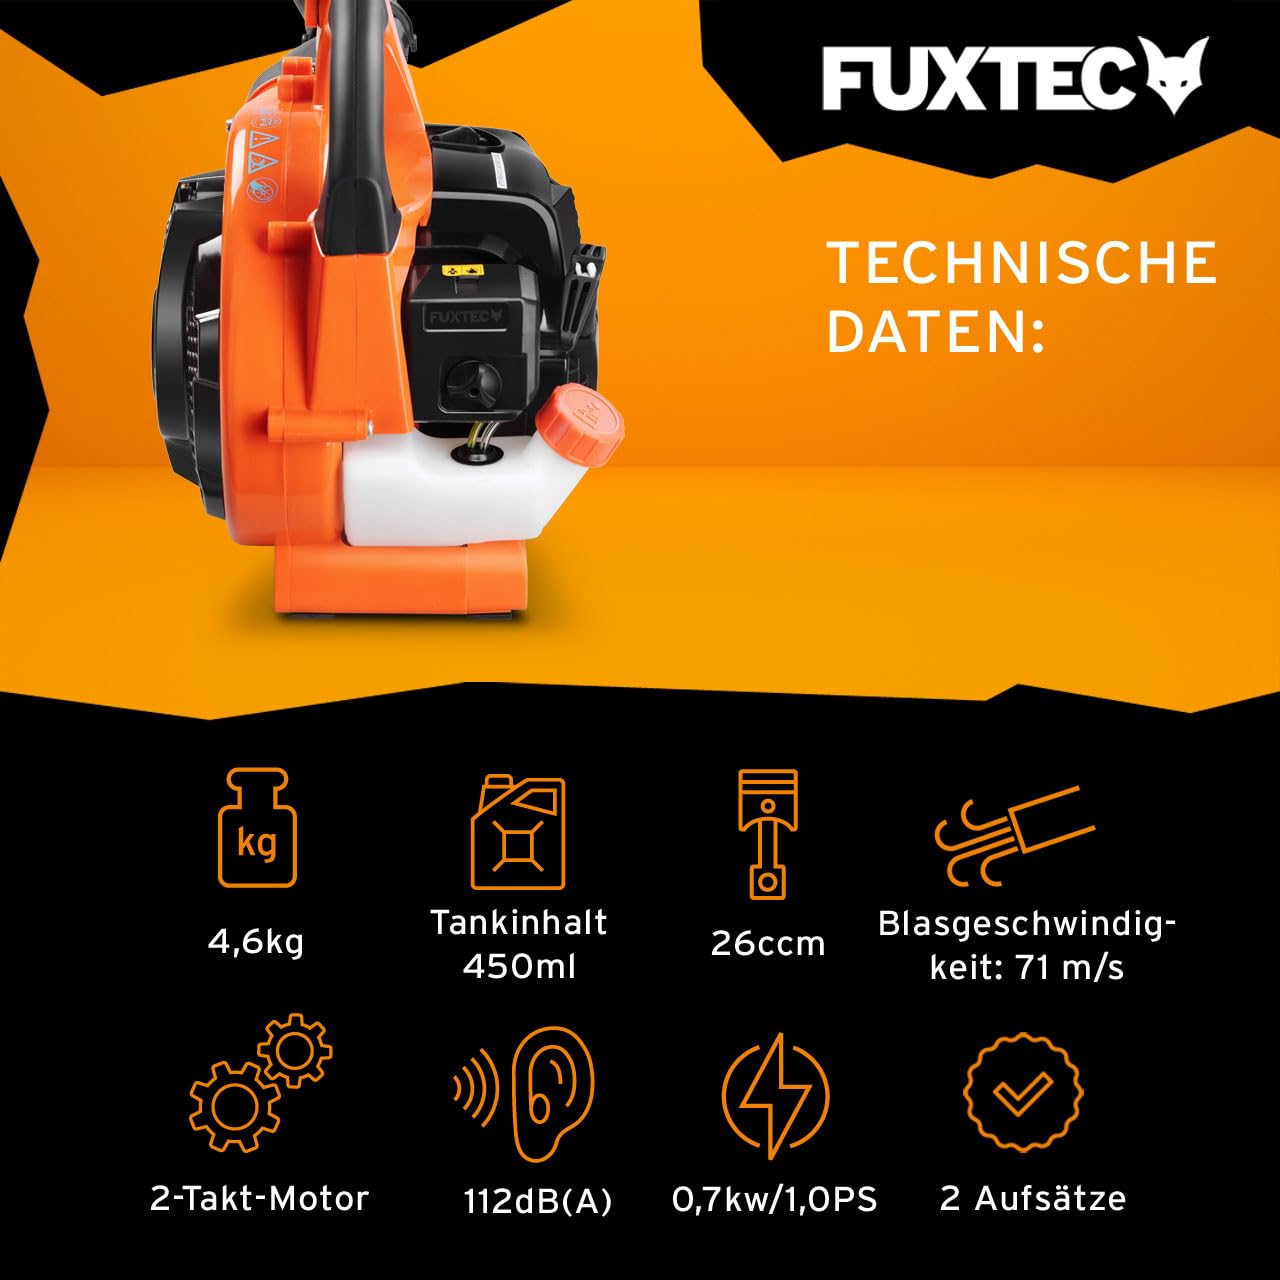 FUXTEC
TECHNISCHE
DATEN:
FUXTEC
kg
4,6kg
Tankinhalt
450ml
26ccm
Blasgeschwindig-
keit: 71 m/s
2-Takt-Motor
112dB(A)
0,7kw/1,0PS
2 Aufsätze